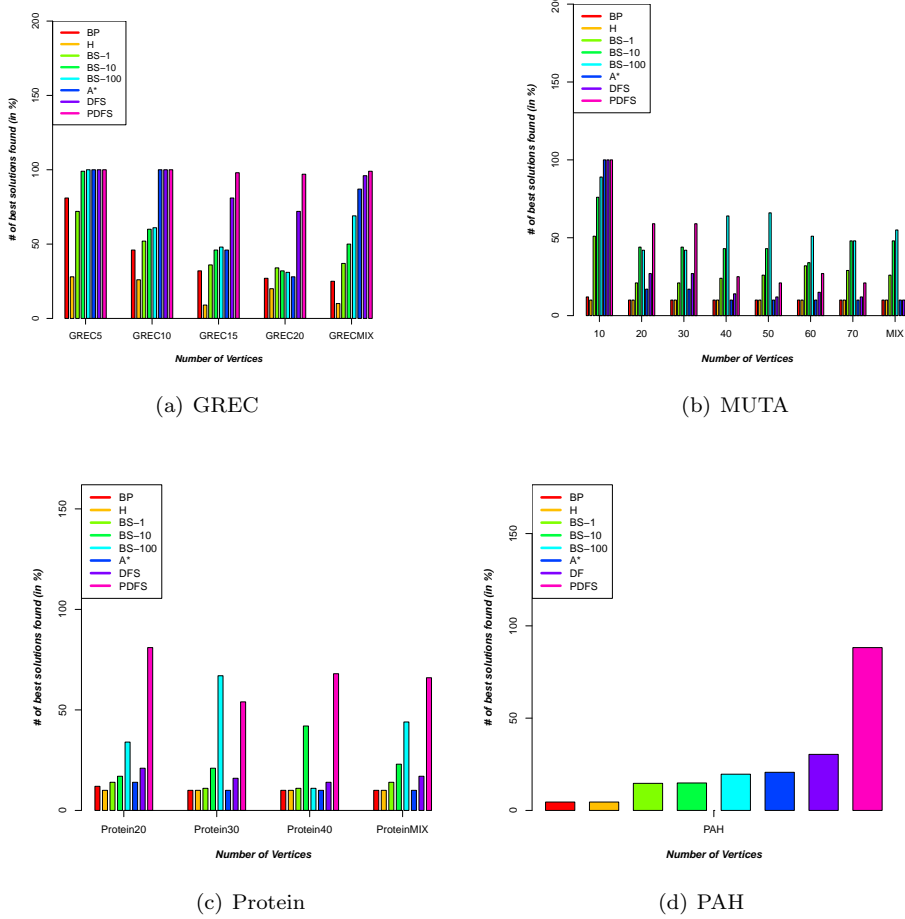 200
150
100
50
0
# of best solutions found (in %)
BP
H
BS−1
BS−10
BS−100
A*
DFS
PDFS
GREC5 GREC10 GREC15 GREC20 GRECMIX
Number of Vertices
(a) GREC
150
100
50
0
# of best solutions found (in %)
BP
H
BS−1
BS−10
BS−100
A*
DFS
PDFS
10 20 30 40 50 60 70 MIX
Number of Vertices
(b) MUTA
150
100
50
0
# of best solutions found (in %)
BP
H
BS−1
BS−10
BS−100
A*
DFS
PDFS
Protein20 Protein30 Protein40 ProteinMIX
Number of Vertices
(c) Protein
150
100
50
0
# of best solutions found (in %)
BP
H
BS−1
BS−10
BS−100
A*
DF
PDFS
PAH
Number of Vertices
(d) PAH